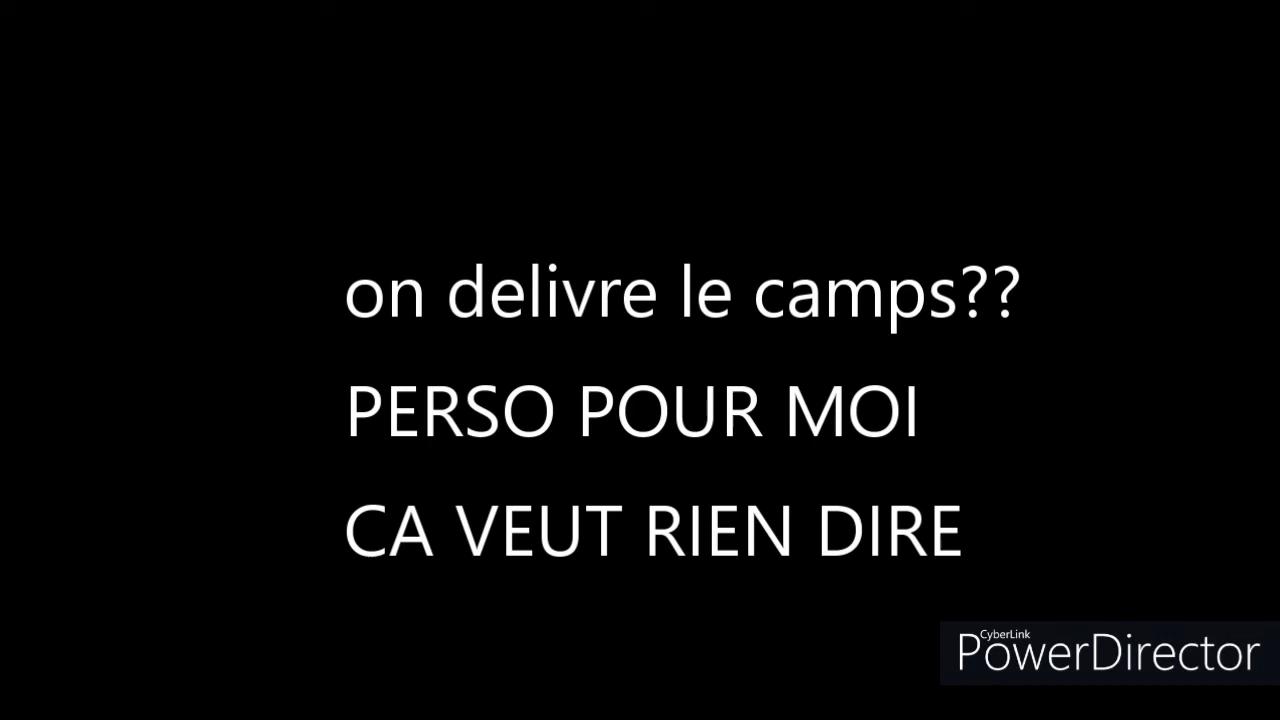 on delivre le camps??
PERSO POUR MOI
CA VEUT RIEN DIRE
CyberLink
PowerDirector